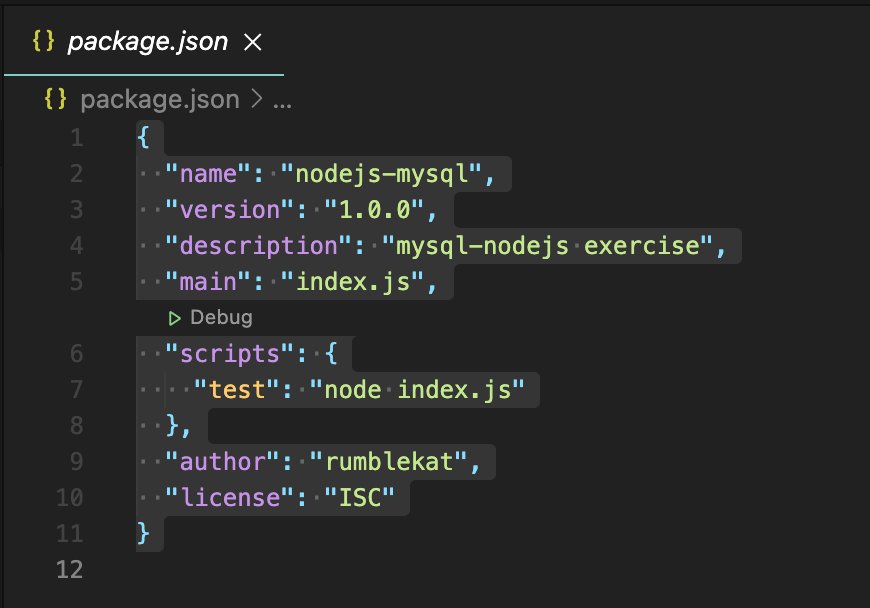 {} package.json ×
{} package.json > ...
1 {
2   "name": "nodejs-mysql",
3   "version": "1.0.0",
4   "description": "mysql-nodejs exercise",
5   "main": "index.js",
▷ Debug
6   "scripts": {
7     "test": "node index.js"
8   },
9   "author": "rumblekat",
10   "license": "ISC"
11 }
12